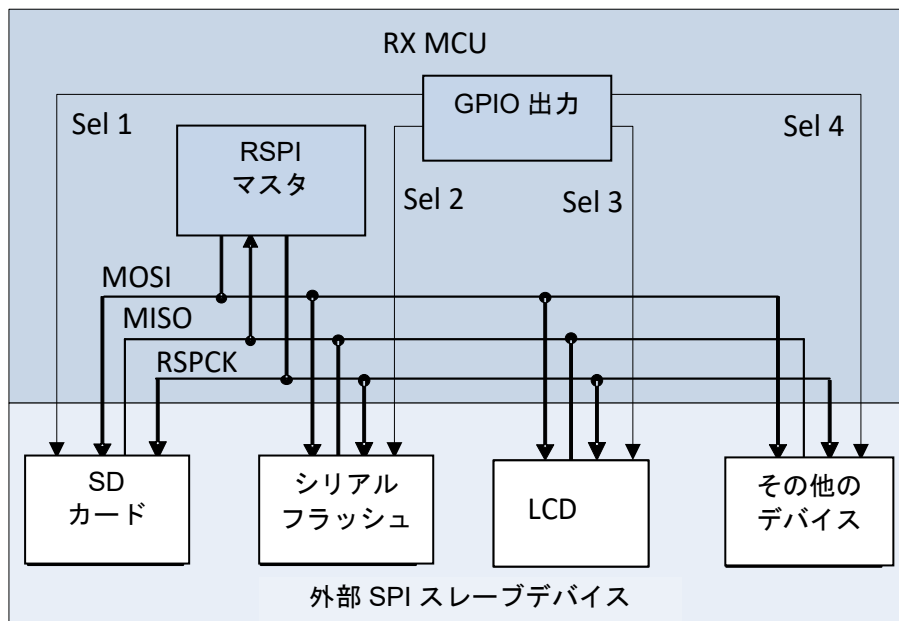 RX MCU
GPIO 出力
Sel 1
Sel 4
RSPI
マスタ
Sel 2
Sel 3
MOSI
MISO
RSPCK
SD
カード
シリアル
フラッシュ
LCD
その他の
デバイス
外部 SPI スレーブデバイス